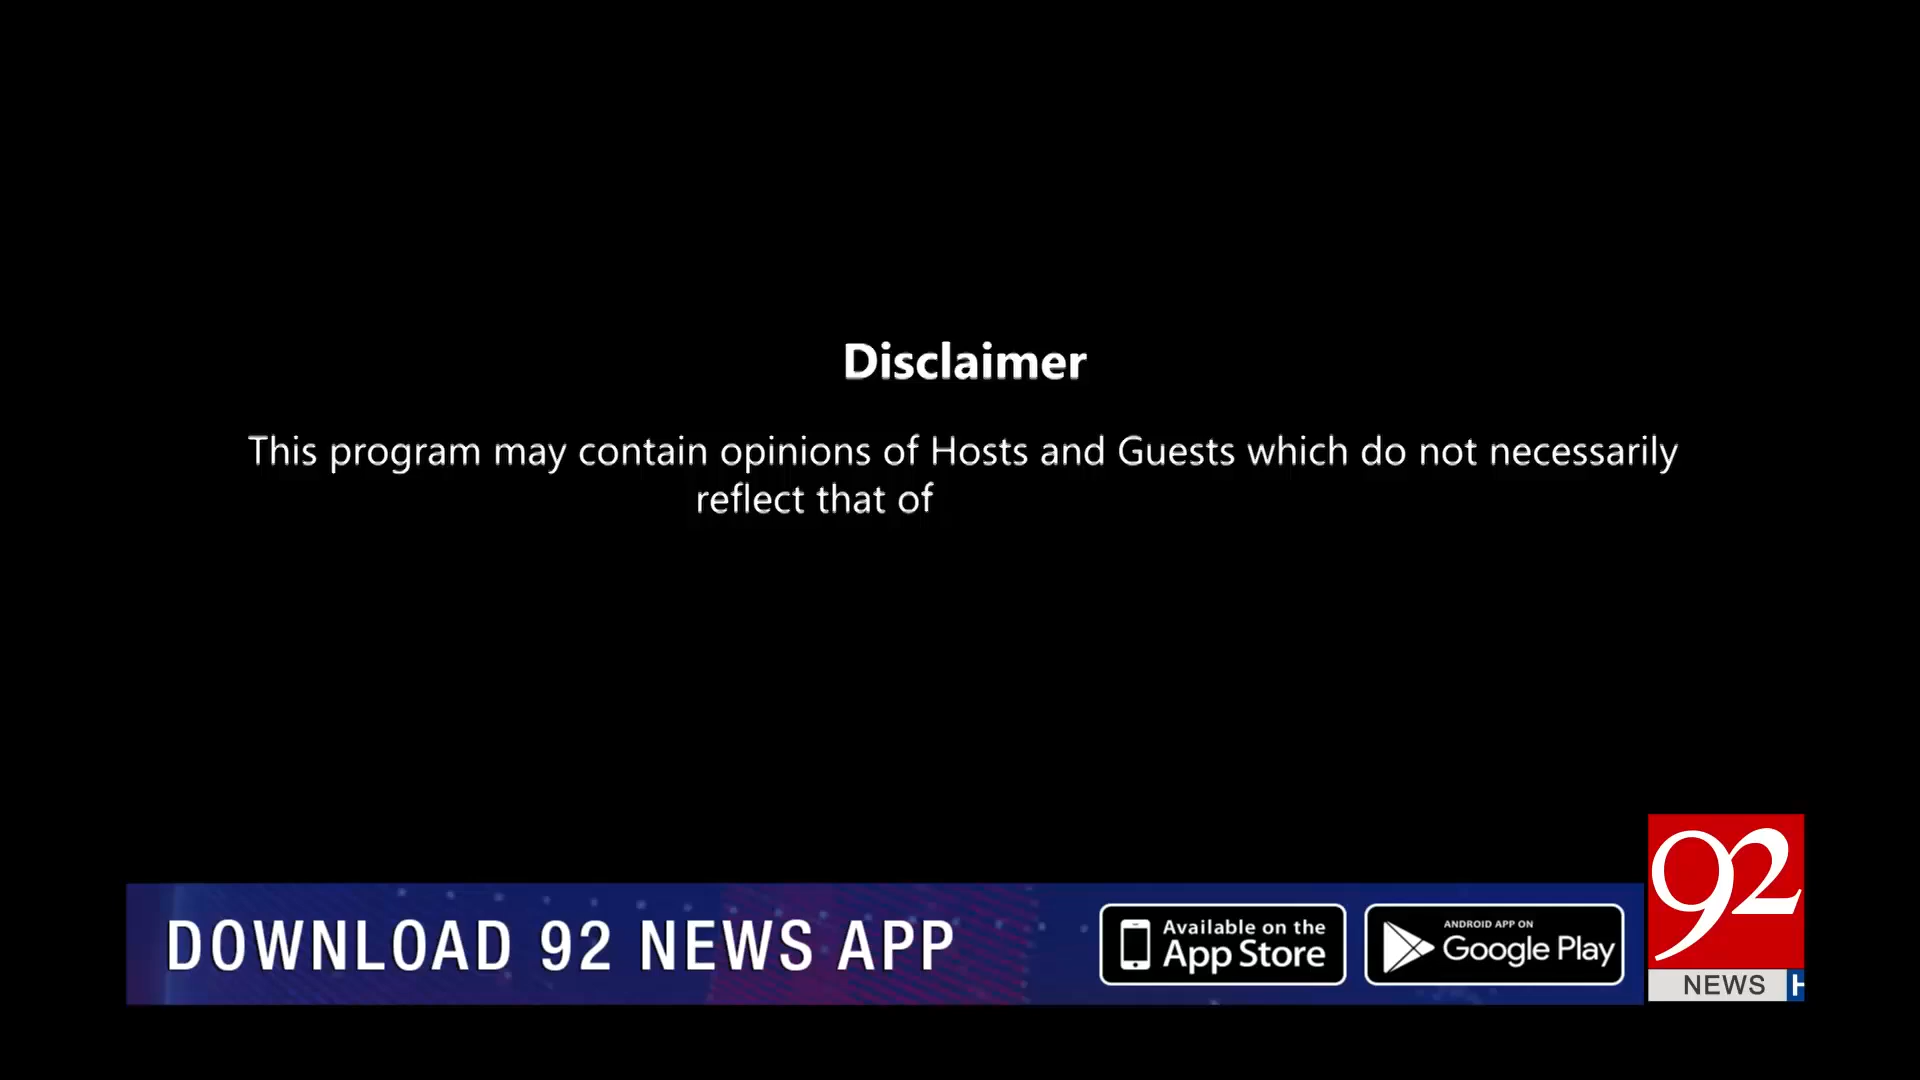 Disclaimer
This program may contain opinions of Hosts and Guests which do not necessarily
reflect that of
DOWNLOAD 92 NEWS APP
Available on the
App Store
ANDROID APP ON
Google Play
92
NEWS H